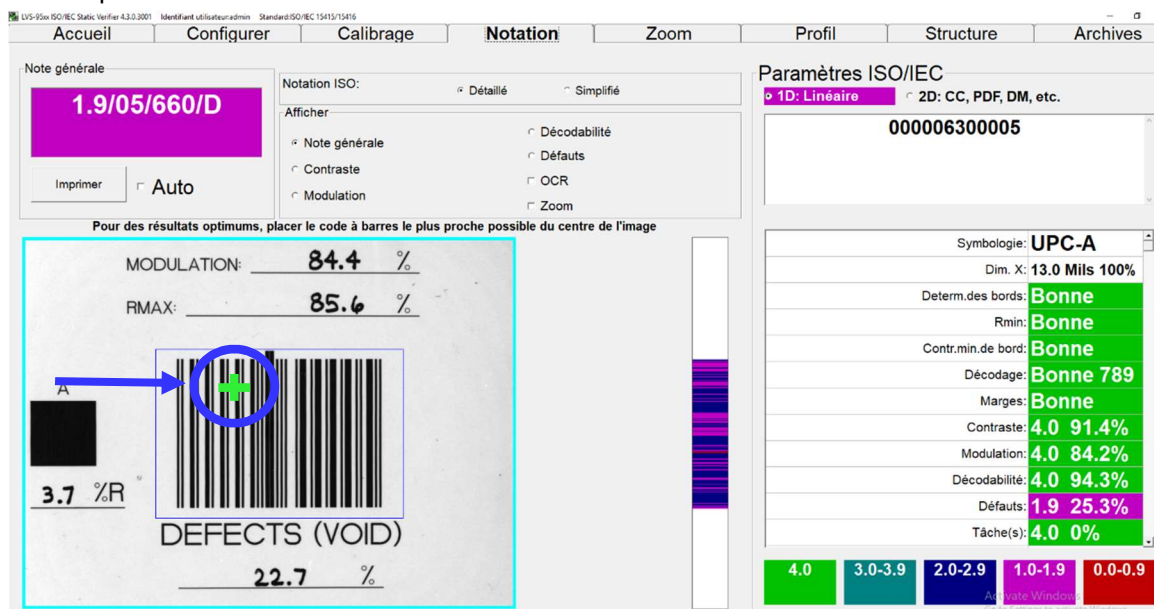 LVS-95xx ISO/IEC Static Verifier 4.3.0.3001 Identifiant utilisateur:admin Standard:ISO/IEC 15415/15416
Accueil Configurer Calibrage Notation Zoom Profil Structure Archives
Note générale
1.9/05/660/D
Imprimer
Auto
Notation ISO:
Détaillé
Simplifié
Afficher
Note générale
Contraste
Modulation
Décodabilité
Défauts
OCR
Zoom
Paramètres ISO/IEC
1D: Linéaire
2D: CC, PDF, DM, etc.
000006300005
Pour des résultats optimums, placer le code à barres le plus proche possible du centre de l'image
MODULATION: 84.4 %
RMAX: 85.6 %
A
3.7 %R
DEFECTS (VOID)
22.7 %
Symbologie: UPC-A
Dim. X: 13.0 Mils 100%
Determ.des bords: Bonne
Rmin: Bonne
Contr.min.de bord: Bonne
Décodage: Bonne 789
Marges: Bonne
Contraste: 4.0 91.4%
Modulation: 4.0 84.2%
Décodabilité: 4.0 94.3%
Défauts: 1.9 25.3%
Tâche(s): 4.0 0%
4.0 3.0-3.9 2.0-2.9 1.0-1.9 0.0-0.9
Activate Windows